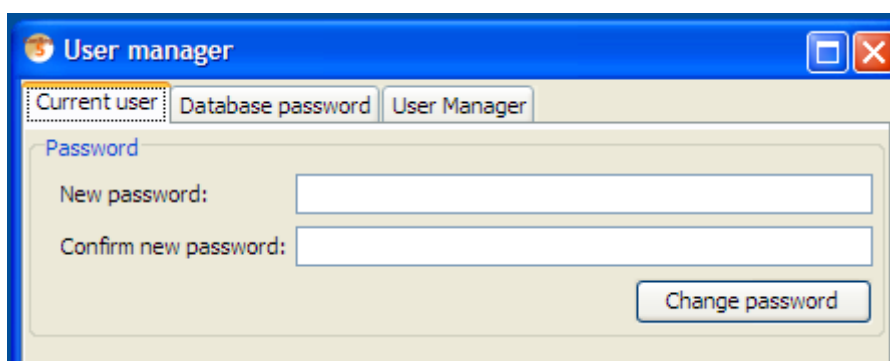 User manager
Current user Database password User Manager
Password
New password:
Confirm new password:
Change password